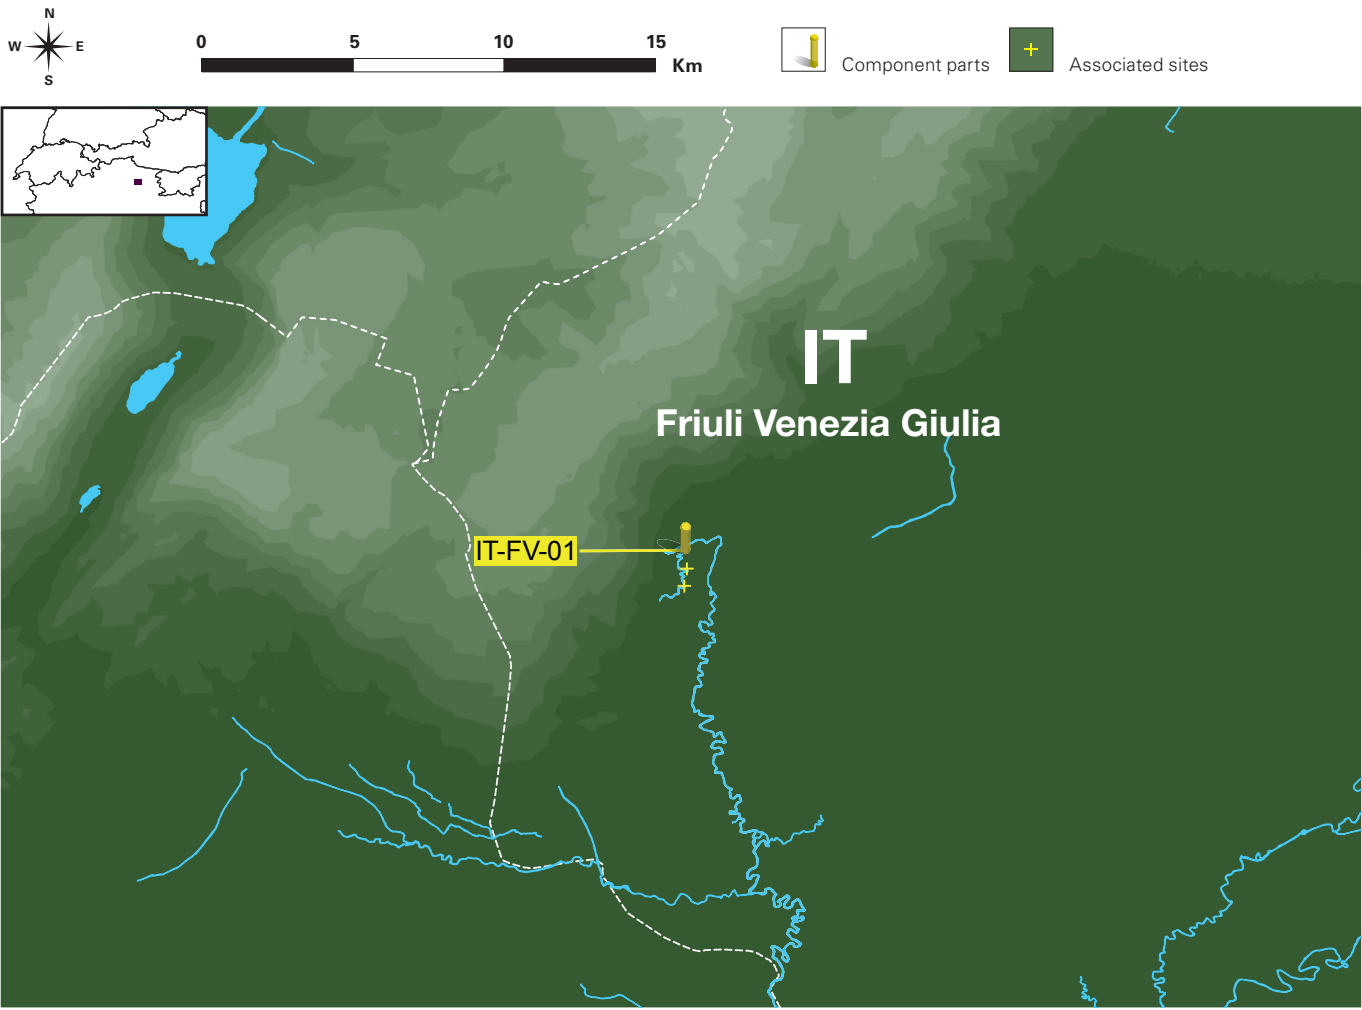 N
W E
S
0 5 10 15
Km
Component parts
Associated sites
IT
Friuli Venezia Giulia
IT-FV-01